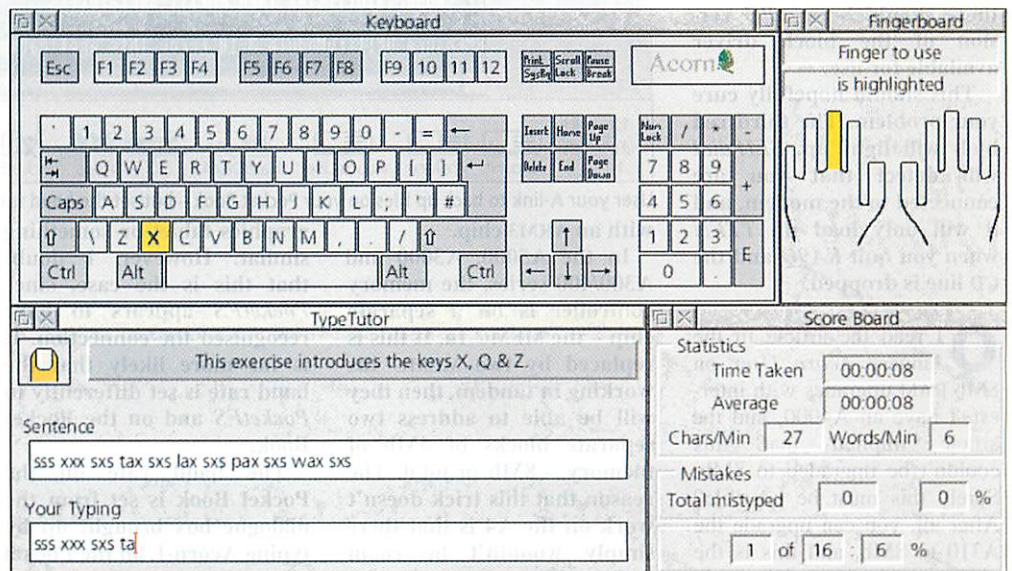 Keyboard
Esc F1 F2 F3 F4 F5 F6 F7 F8 F9 10 11 12 Print SysRq Scroll Lock Pause Break Acorn
` 1 2 3 4 5 6 7 8 9 0 - = ← Insert Home Page Up Num Lock / * -
Q W E R T Y U I O P [ ] Delete End Page Down 7 8 9
Caps A S D F G H J K L ; ' # 4 5 6 +
\ Z X C V B N M , . / 1 2 3
Ctrl Alt Alt Ctrl ← ↓ → 0 . E
Fingerboard
Finger to use
is highlighted
TypeTutor
This exercise introduces the keys X, Q & Z
Sentence
sss xxx sxs tax sxs lax sxs pax sxs wax sxs
Your Typing
sss xxx sxs ta
Score Board
Statistics
Time Taken 00:00:08
Average 00:00:08
Chars/Min 27 Words/Min 6
Mistakes
Total mistyped 0 0 %
1 of 16 : 6 %